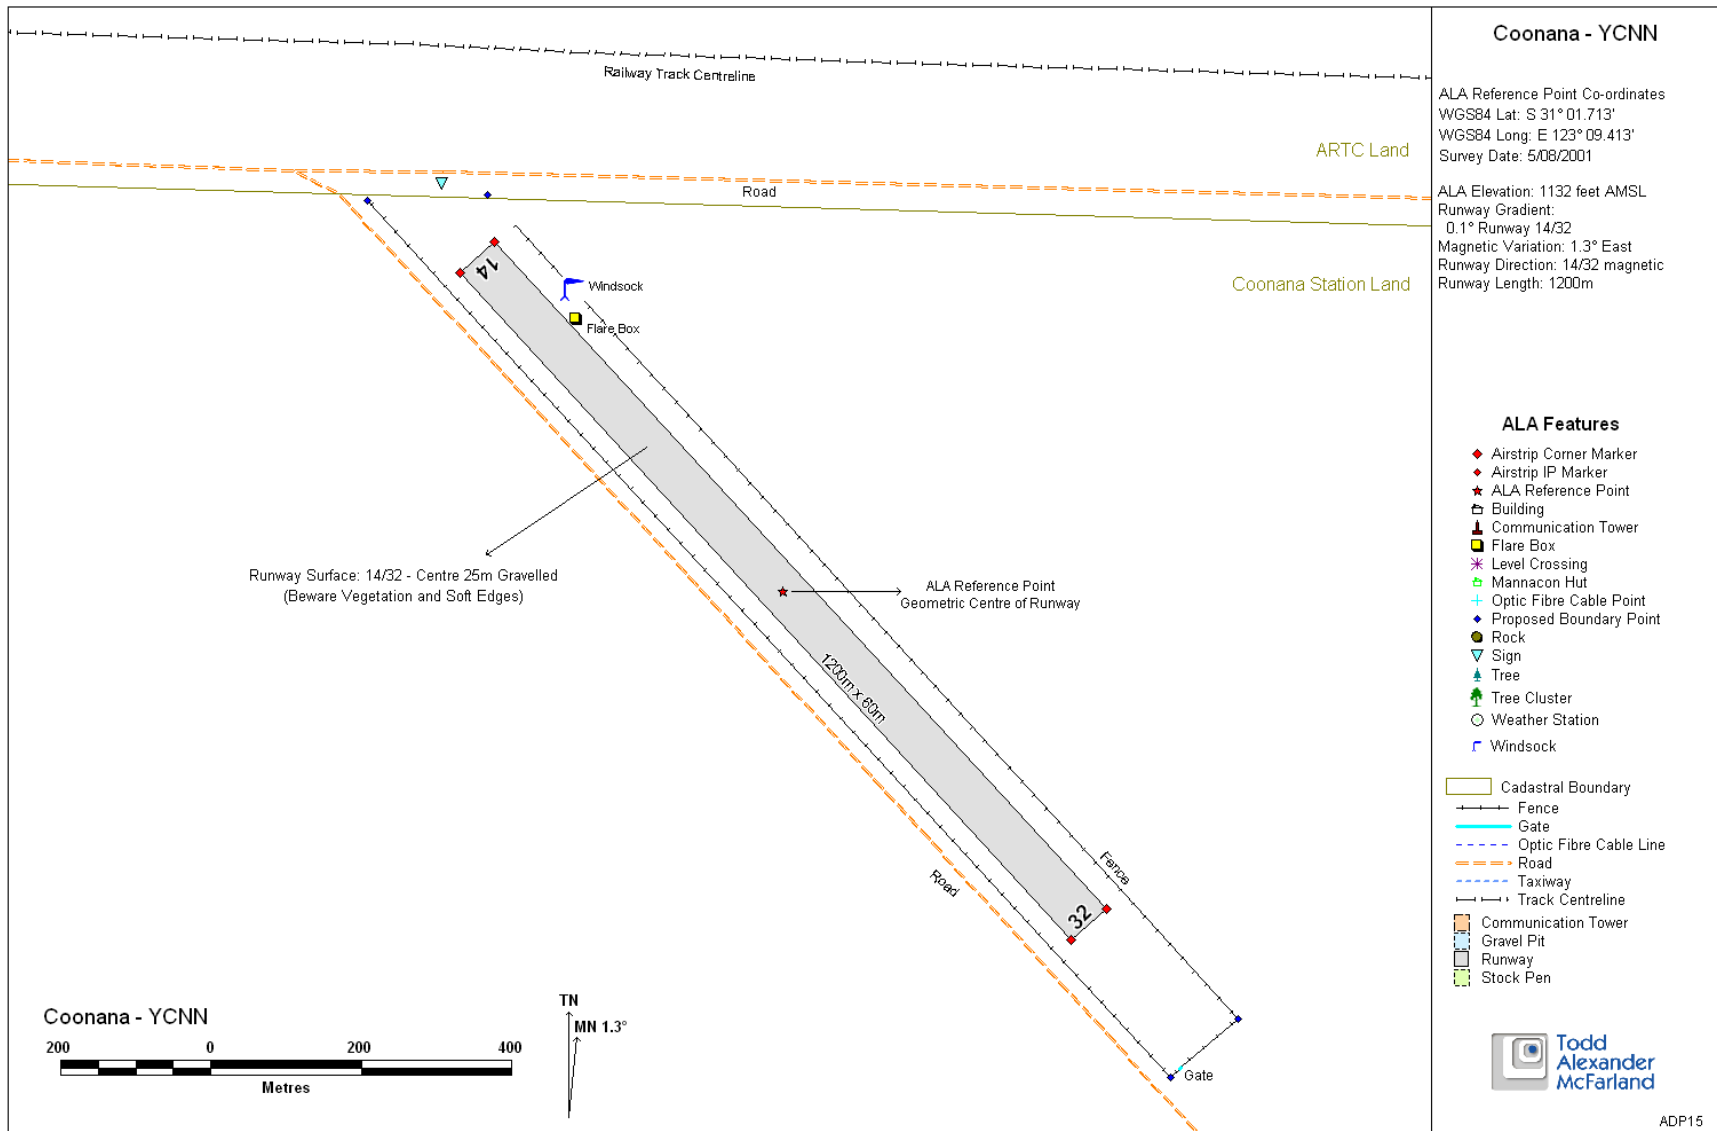 Coonana - YCNN
ALA Reference Point Co-ordinates
WGS84 Lat: S 31° 01.713'
WGS84 Long: E 123° 09.413'
Survey Date: 5/08/2001
ALA Elevation: 1132 feet AMSL
Runway Gradient:
0.1° Runway 14/32
Magnetic Variation: 1.3° East
Runway Direction: 14/32 magnetic
Runway Length: 1200m
Railway Track Centreline
ARTC Land
Road
Coonana Station Land
14
Windsock
Flare Box
Runway Surface: 14/32 - Centre 25m Gravelled
(Beware Vegetation and Soft Edges)
ALA Reference Point
Geometric Centre of Runway
1200m x 60m
Fence
Road
32
Gate
ALA Features
Airstrip Corner Marker
Airstrip IP Marker
ALA Reference Point
Building
Communication Tower
Flare Box
Level Crossing
Mannacon Hut
Optic Fibre Cable Point
Proposed Boundary Point
Rock
Sign
Tree
Tree Cluster
Weather Station
Windsock
Cadastral Boundary
Fence
Gate
Optic Fibre Cable Line
Road
Taxiway
Track Centreline
Communication Tower
Gravel Pit
Runway
Stock Pen
Coonana - YCNN
200 0 200 400
Metres
TN
MN 1.3°
Todd
Alexander
McFarland
ADP15